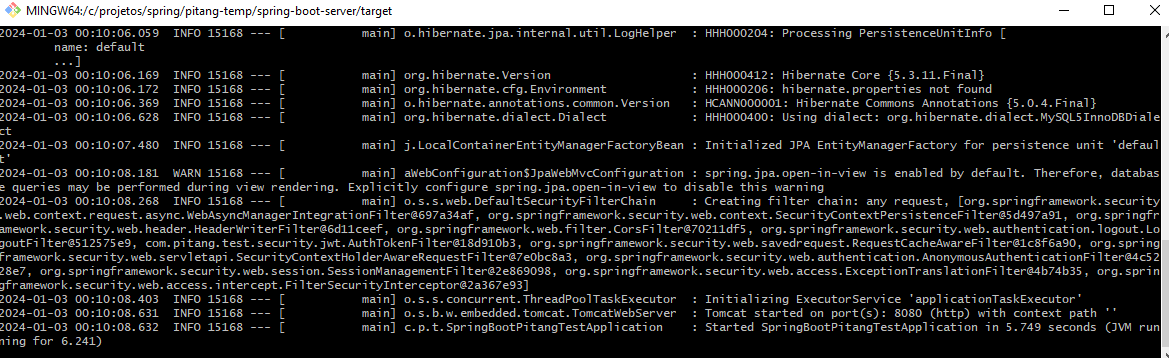 MINGW64:/c/projetos/spring/pitang-temp/spring-boot-server/target
2024-01-03 00:10:06.059  INFO 15168 --- [           main] o.hibernate.jpa.internal.util.LogHelper  : HHH000204: Processing PersistenceUnitInfo [
        name: default
        ...]
2024-01-03 00:10:06.169  INFO 15168 --- [           main] org.hibernate.Version                    : HHH000412: Hibernate Core {5.3.11.Final}
2024-01-03 00:10:06.172  INFO 15168 --- [           main] org.hibernate.cfg.Environment            : HHH000206: hibernate.properties not found
2024-01-03 00:10:06.369  INFO 15168 --- [           main] o.hibernate.annotations.common.Version   : HCANN000001: Hibernate Commons Annotations {5.0.4.Final}
2024-01-03 00:10:06.628  INFO 15168 --- [           main] org.hibernate.dialect.Dialect            : HHH000400: Using dialect: org.hibernate.dialect.MySQL5InnoDBDiale
ct
2024-01-03 00:10:07.480  INFO 15168 --- [           main] j.LocalContainerEntityManagerFactoryBean : Initialized JPA EntityManagerFactory for persistence unit 'defaul
t'
2024-01-03 00:10:08.181  WARN 15168 --- [           main] aWebConfiguration$JpaWebMvcConfiguration : spring.jpa.open-in-view is enabled by default. Therefore, databas
e queries may be performed during view rendering. Explicitly configure spring.jpa.open-in-view to disable this warning
2024-01-03 00:10:08.268  INFO 15168 --- [           main] o.s.s.web.DefaultSecurityFilterChain     : Creating filter chain: any request, [org.springframework.security
.web.context.request.async.WebAsyncManagerIntegrationFilter@697a34af, org.springframework.security.web.context.SecurityContextPersistenceFilter@5d497a91, org.springfr
amework.security.web.header.HeaderWriterFilter@6d11ceef, org.springframework.web.filter.CorsFilter@70211df5, org.springframework.security.web.authentication.logout.Lo
goutFilter@512575e9, com.pitang.test.security.jwt.AuthTokenFilter@18d910b3, org.springframework.security.web.savedrequest.RequestCacheAwareFilter@1c8f6a90, org.spring
framework.security.web.servletapi.SecurityContextHolderAwareRequestFilter@7e0bc8a3, org.springframework.security.web.authentication.AnonymousAuthenticationFilter@4c52
28e7, org.springframework.security.web.session.SessionManagementFilter@2e869098, org.springframework.security.web.access.ExceptionTranslationFilter@4b74b35, org.sprin
gframework.security.web.access.intercept.FilterSecurityInterceptor@2a367e93]
2024-01-03 00:10:08.403  INFO 15168 --- [           main] o.s.s.concurrent.ThreadPoolTaskExecutor  : Initializing ExecutorService 'applicationTaskExecutor'
2024-01-03 00:10:08.631  INFO 15168 --- [           main] o.s.b.w.embedded.tomcat.TomcatWebServer  : Tomcat started on port(s): 8080 (http) with context path ''
2024-01-03 00:10:08.632  INFO 15168 --- [           main] c.p.t.SpringBootPitangTestApplication    : Started SpringBootPitangTestApplication in 5.749 seconds (JVM run
ning for 6.241)